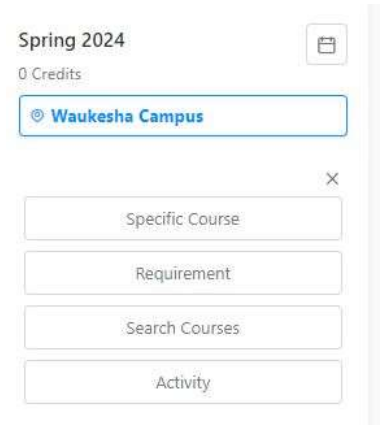 Spring 2024
0 Credits
Waukesha Campus
Specific Course
Requirement
Search Courses
Activity